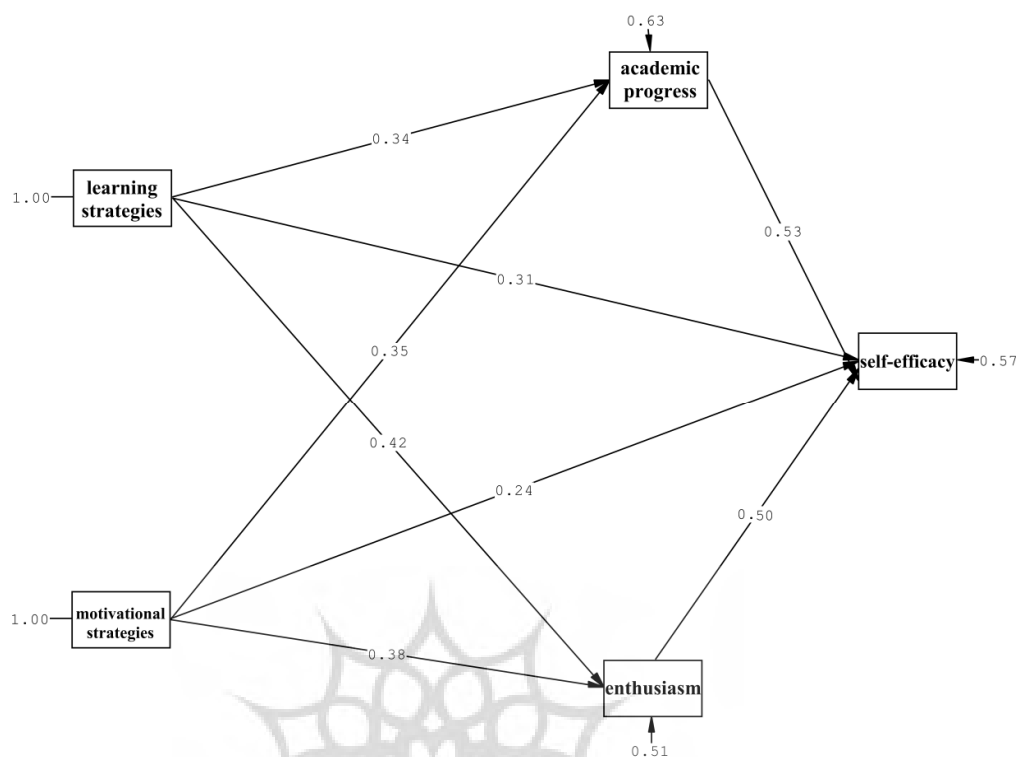 0.63
academic
progress
0.34
1.00
learning
strategies
0.53
0.31
0.35
self-efficacy
0.57
0.42
0.24
0.50
1.00
motivational
strategies
0.38
enthusiasm
0.51